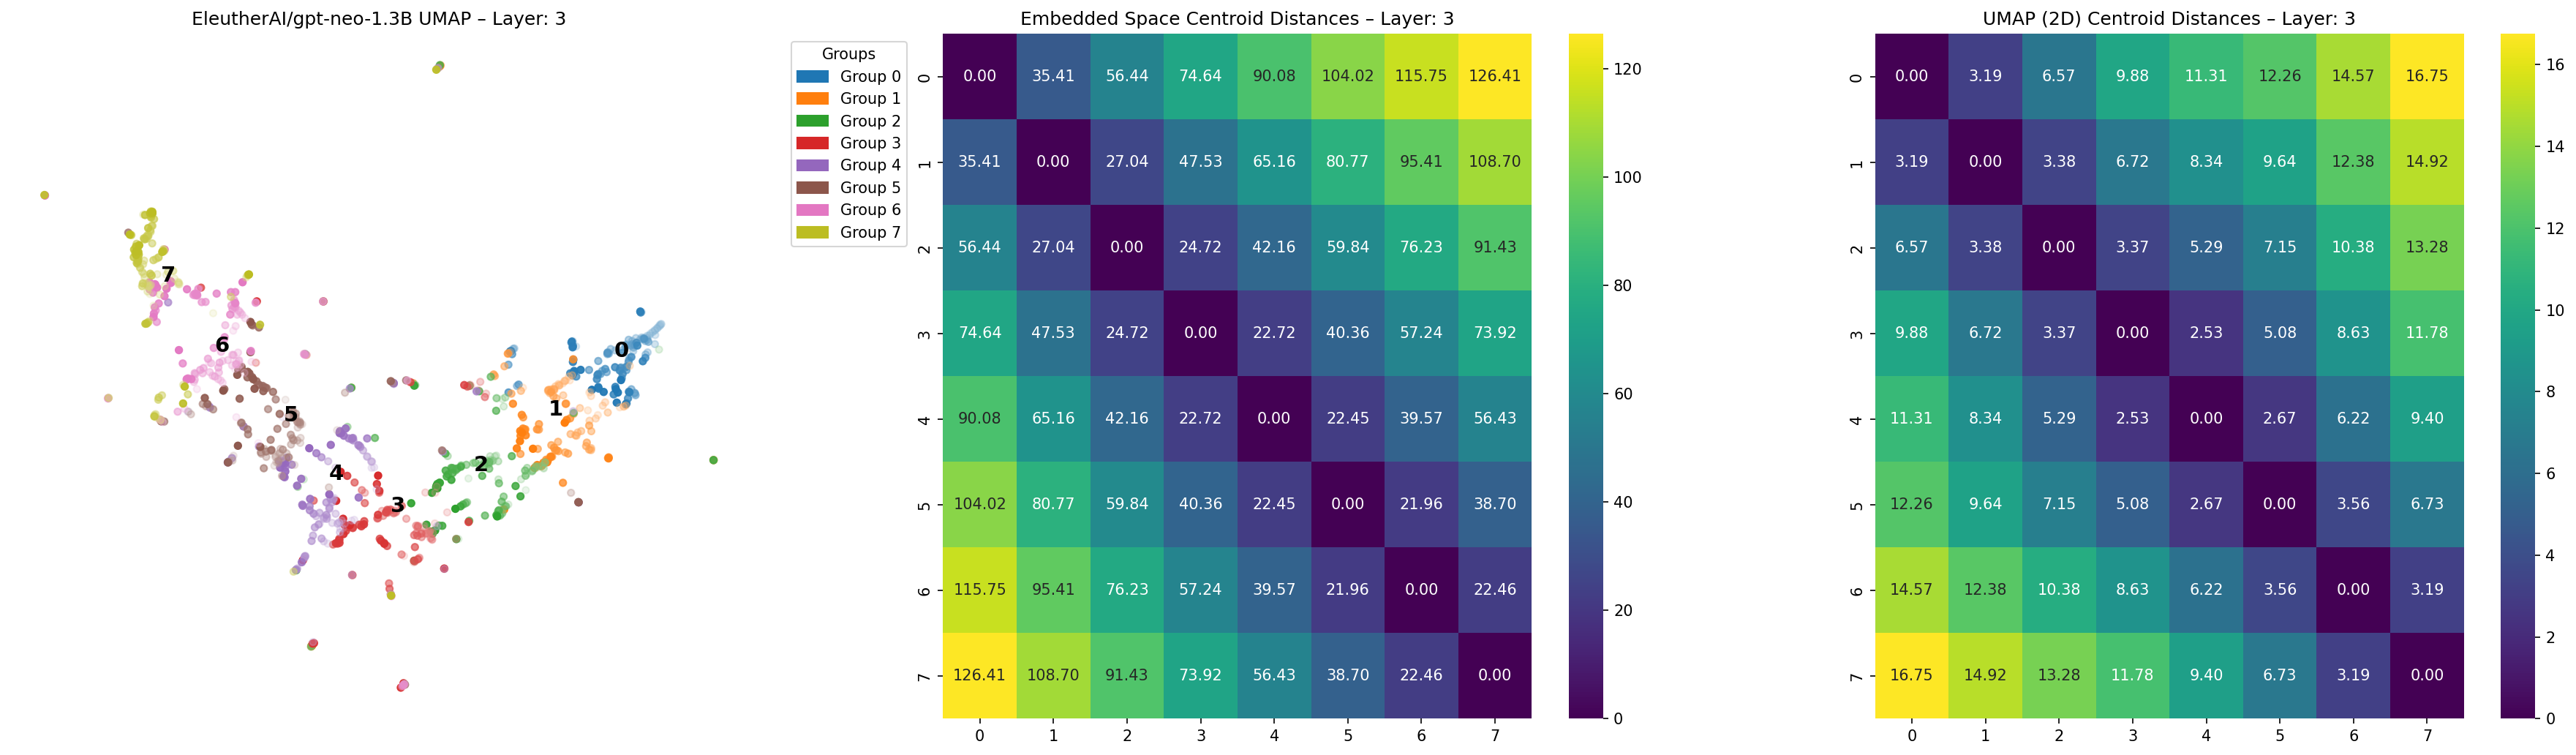 EleutherAI/gpt-neo-1.3B UMAP – Layer: 3
7
6
5
4
3
2
1
0
Groups
Group 0
Group 1
Group 2
Group 3
Group 4
Group 5
Group 6
Group 7
Embedded Space Centroid Distances – Layer: 3
0 0.00 35.41 56.44 74.64 90.08 104.02 115.75 126.41
1 35.41 0.00 27.04 47.53 65.16 80.77 95.41 108.70
2 56.44 27.04 0.00 24.72 42.16 59.84 76.23 91.43
3 74.64 47.53 24.72 0.00 22.72 40.36 57.24 73.92
4 90.08 65.16 42.16 22.72 0.00 22.45 39.57 56.43
5 104.02 80.77 59.84 40.36 22.45 0.00 21.96 38.70
6 115.75 95.41 76.23 57.24 39.57 21.96 0.00 22.46
7 126.41 108.70 91.43 73.92 56.43 38.70 22.46 0.00
0 1 2 3 4 5 6 7
120
100
80
60
40
20
0
UMAP (2D) Centroid Distances – Layer: 3
0 0.00 3.19 6.57 9.88 11.31 12.26 14.57 16.75
1 3.19 0.00 3.38 6.72 8.34 9.64 12.38 14.92
2 6.57 3.38 0.00 3.37 5.29 7.15 10.38 13.28
3 9.88 6.72 3.37 0.00 2.53 5.08 8.63 11.78
4 11.31 8.34 5.29 2.53 0.00 2.67 6.22 9.40
5 12.26 9.64 7.15 5.08 2.67 0.00 3.56 6.73
6 14.57 12.38 10.38 8.63 6.22 3.56 0.00 3.19
7 16.75 14.92 13.28 11.78 9.40 6.73 3.19 0.00
0 1 2 3 4 5 6 7
16
14
12
10
8
6
4
2
0